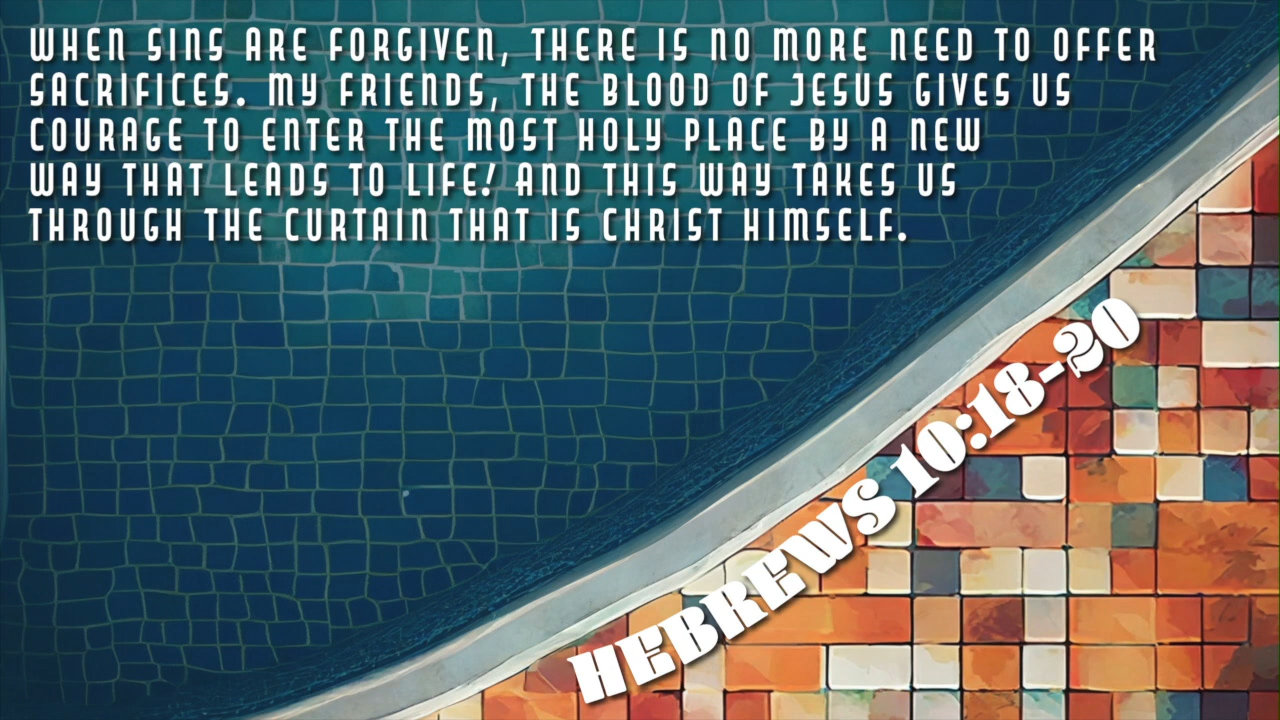 WHEN SINS ARE FORGIVEN, THERE IS NO MORE NEED TO OFFER
SACRIFICES. MY FRIENDS, THE BLOOD OF JESUS GIVES US
COURAGE TO ENTER THE MOST HOLY PLACE BY A NEW
WAY THAT LEADS TO LIFE! AND THIS WAY TAKES US
THROUGH THE CURTAIN THAT IS CHRIST HIMSELF.
HEBREWS 10:18-20